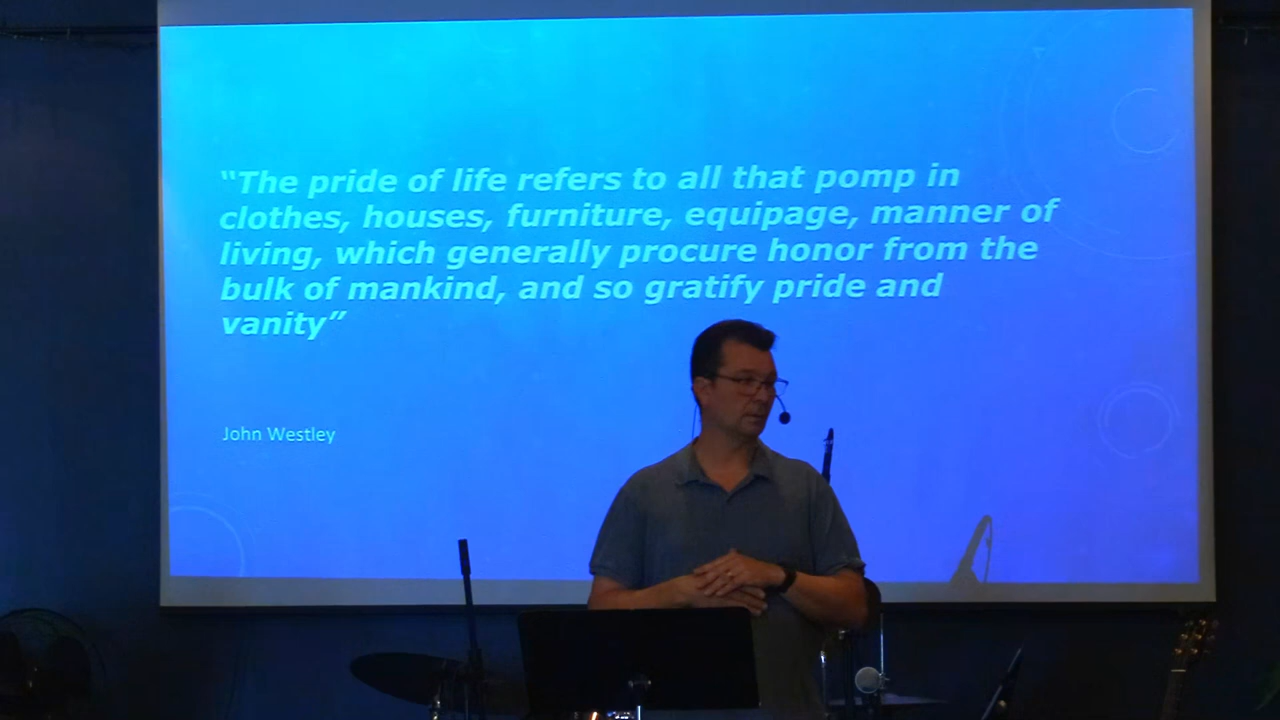 “The pride of life refers to all that pomp in
clothes, houses, furniture, equipage, manner of
living, which generally procure honor from the
bulk of mankind, and so gratify pride and
vanity”
John Westley